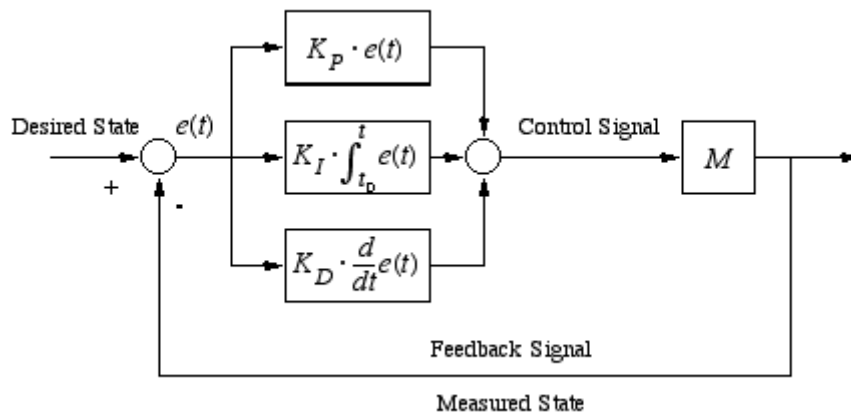 K_P · e(t)
Desired State
e(t)
+
-
K_I · ∫_{t_0}^{t} e(t)
Control Signal
M
K_D · d/dt e(t)
Feedback Signal
Measured State